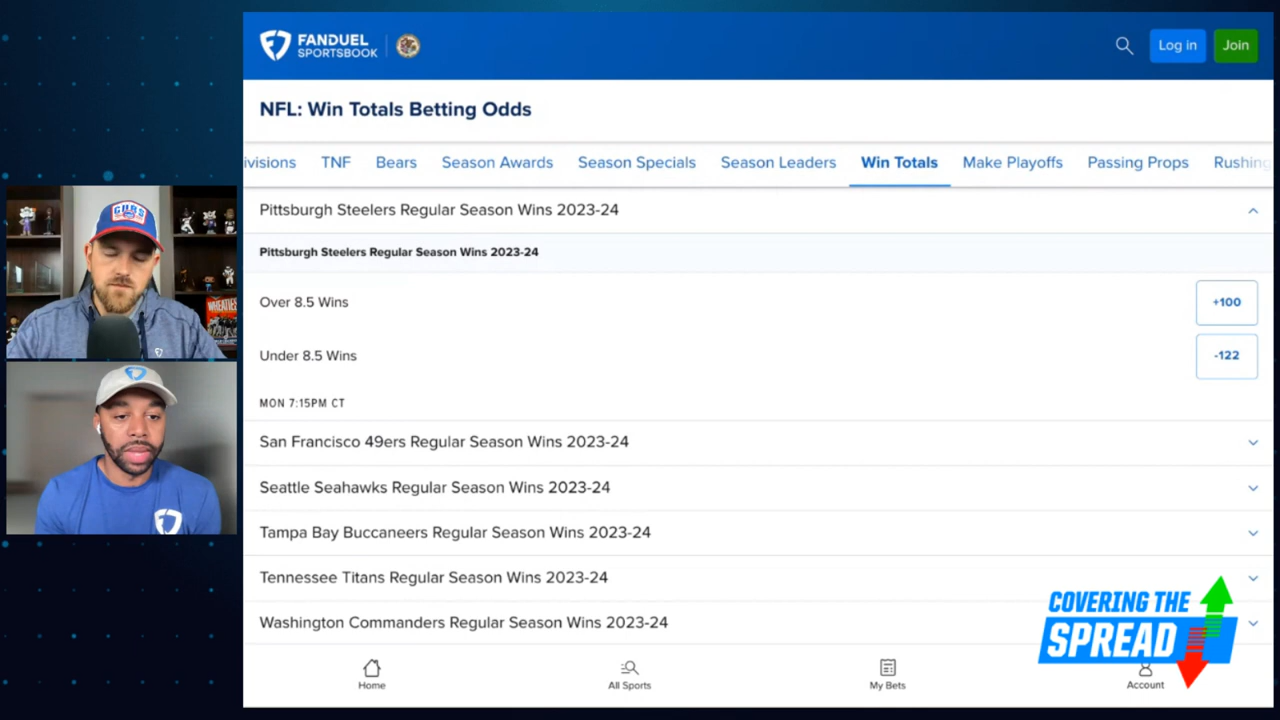 FANDUEL
SPORTSBOOK
Log in
Join
NFL: Win Totals Betting Odds
ivisions TNF Bears Season Awards Season Specials Season Leaders Win Totals Make Playoffs Passing Props Rushing
Pittsburgh Steelers Regular Season Wins 2023-24
Pittsburgh Steelers Regular Season Wins 2023-24
Over 8.5 Wins
+100
Under 8.5 Wins
-122
MON 7:15PM CT
San Francisco 49ers Regular Season Wins 2023-24
Seattle Seahawks Regular Season Wins 2023-24
Tampa Bay Buccaneers Regular Season Wins 2023-24
Tennessee Titans Regular Season Wins 2023-24
Washington Commanders Regular Season Wins 2023-24
Home
All Sports
My Bets
Account
COVERING THE
SPREAD
CUBS
WHEATIES